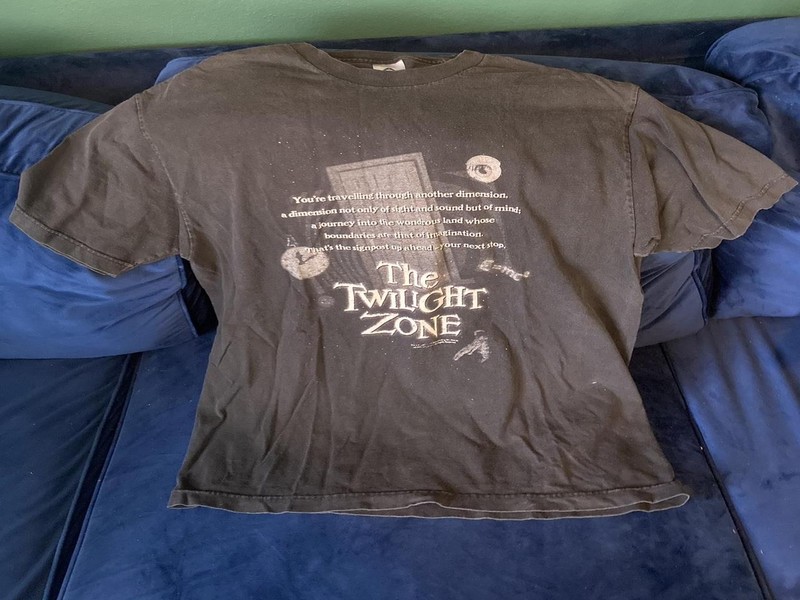 You're travelling through another dimension,
a dimension not only of sight and sound but of mind;
a journey into the wondrous land whose
boundaries are that of imagination.
That's the signpost up ahead - your next stop,
The
TWILIGHT
ZONE
E=mc²